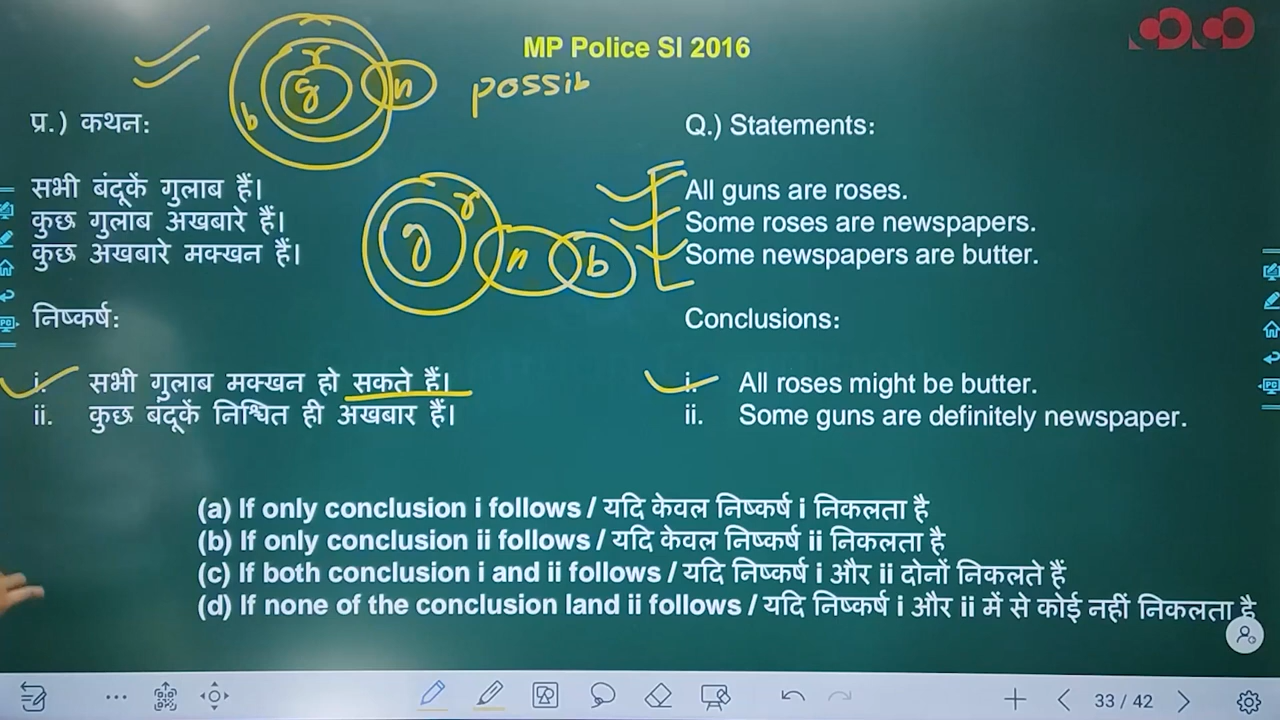 MP Police SI 2016
b r g n possib
प्र.) कथन:
Q.) Statements:
सभी बंदूकें गुलाब हैं।
All guns are roses.
कुछ गुलाब अखबारे हैं।
Some roses are newspapers.
कुछ अखबारे मक्खन हैं।
Some newspapers are butter.
g r n b
निष्कर्ष:
Conclusions:
i. सभी गुलाब मक्खन हो सकते हैं।
i. All roses might be butter.
ii. कुछ बंदूकें निश्चित ही अखबार हैं।
ii. Some guns are definitely newspaper.
(a) If only conclusion i follows / यदि केवल निष्कर्ष i निकलता है
(b) If only conclusion ii follows / यदि केवल निष्कर्ष ii निकलता है
(c) If both conclusion i and ii follows / यदि निष्कर्ष i और ii दोनों निकलते हैं
(d) If none of the conclusion land ii follows / यदि निष्कर्ष i और ii में से कोई नहीं निकलता है
33 / 42